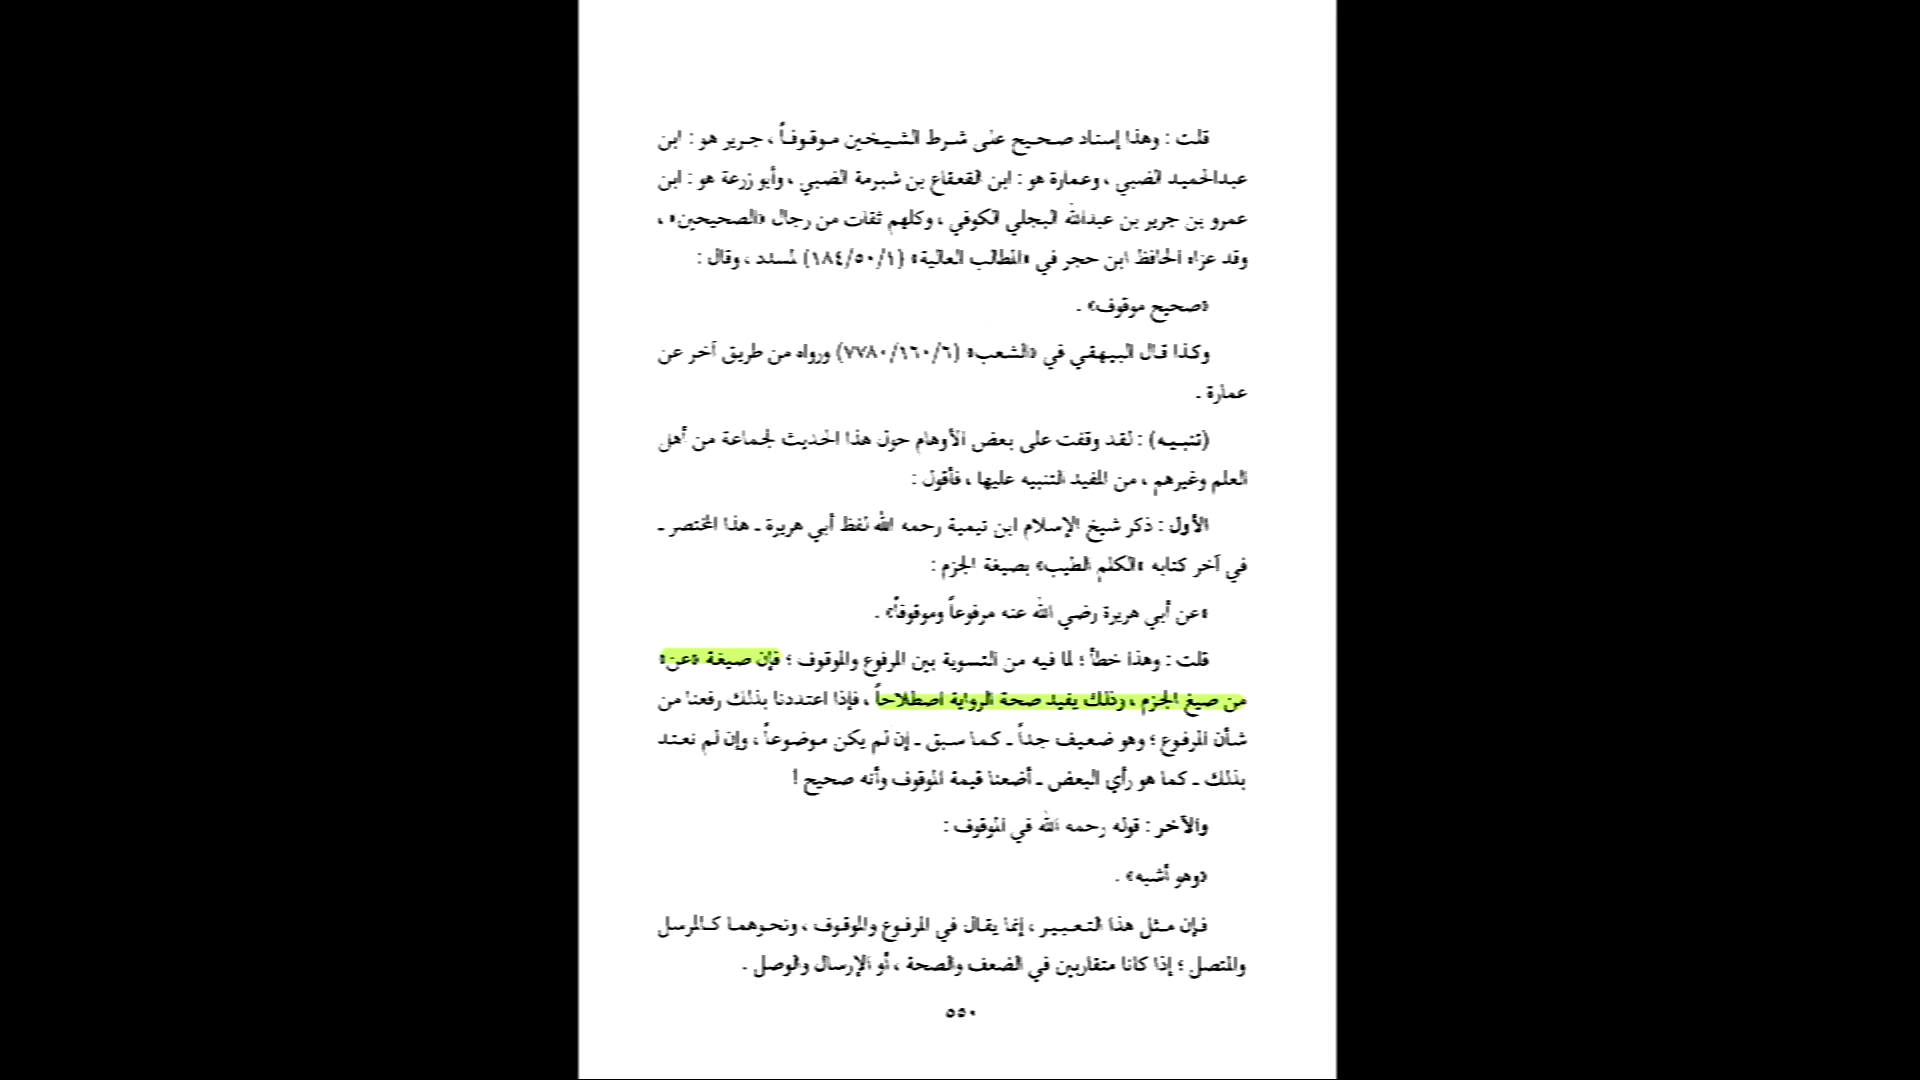 قلت : وهذا إسناد صحيح على شرط الشيخين موقوفاً ، جرير هو : ابن
عبدالحميد الضبي ، وعمارة هو : ابن القعقاع بن شبرمة الضبي ، وأبو زرعة هو : ابن
عمرو بن جرير بن عبدالله البجلي الكوفي ، وكلهم ثقات من رجال «الصحيحين» ،
وقد عزاه الحافظ ابن حجر في «المطالب العالية» (١٨٤/٥٠/١) لمسدد ، وقال :
«صحيح موقوف» .
وكذا قال البيهقي في «الشعب» (٧٧٨٠/١٦٠/٦) ورواه من طريق آخر عن
عمارة .
(تنبيه) : لقد وقفت على بعض الأوهام حول هذا الحديث لجماعة من أهل
العلم وغيرهم ، من المفيد التنبيه عليها ، فأقول :
الأول : ذكر شيخ الإسلام ابن تيمية رحمه الله لفظ أبي هريرة ـ هذا المختصر ـ
في آخر كتابه «الكلم الطيب» بصيغة الجزم :
«عن أبي هريرة رضي الله عنه مرفوعاً وموقوفاً» .
قلت : وهذا خطأ ؛ لما فيه من التسوية بين المرفوع والموقوف ؛ فإن صيغة «عن»
من صيغ الجزم ، وذلك يفيد صحة الرواية اصطلاحاً ، فإذا اعتددنا بذلك رفعنا من
شأن المرفوع ؛ وهو ضعيف جداً ـ كما سبق ـ إن لم يكن موضوعاً ، وإن لم نعتد
بذلك ـ كما هو رأي البعض ـ أضعنا قيمة الموقوف وأنه صحيح !
والآخر : قوله رحمه الله في الموقوف :
«وهو أشبه» .
فإن مثل هذا التعبير ، إنما يقال في المرفوع والموقوف ، ونحوهما كالمرسل
والمتصل ؛ إذا كانا متقاربين في الضعف والصحة ، أو الإرسال والوصل .
٥٥٠